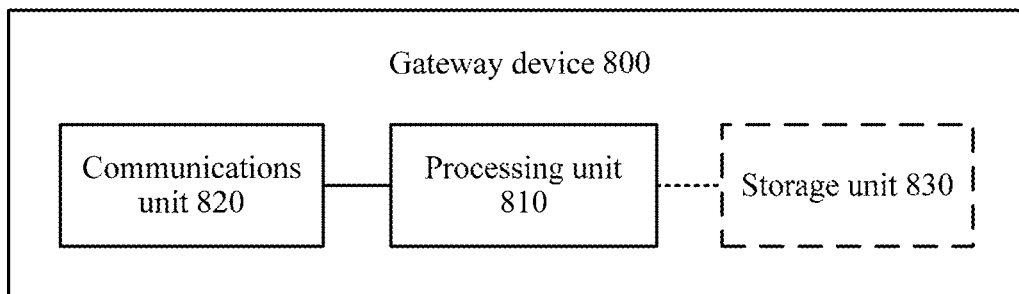 Gateway device 800
Communications
unit 820
Processing unit
810
Storage unit 830